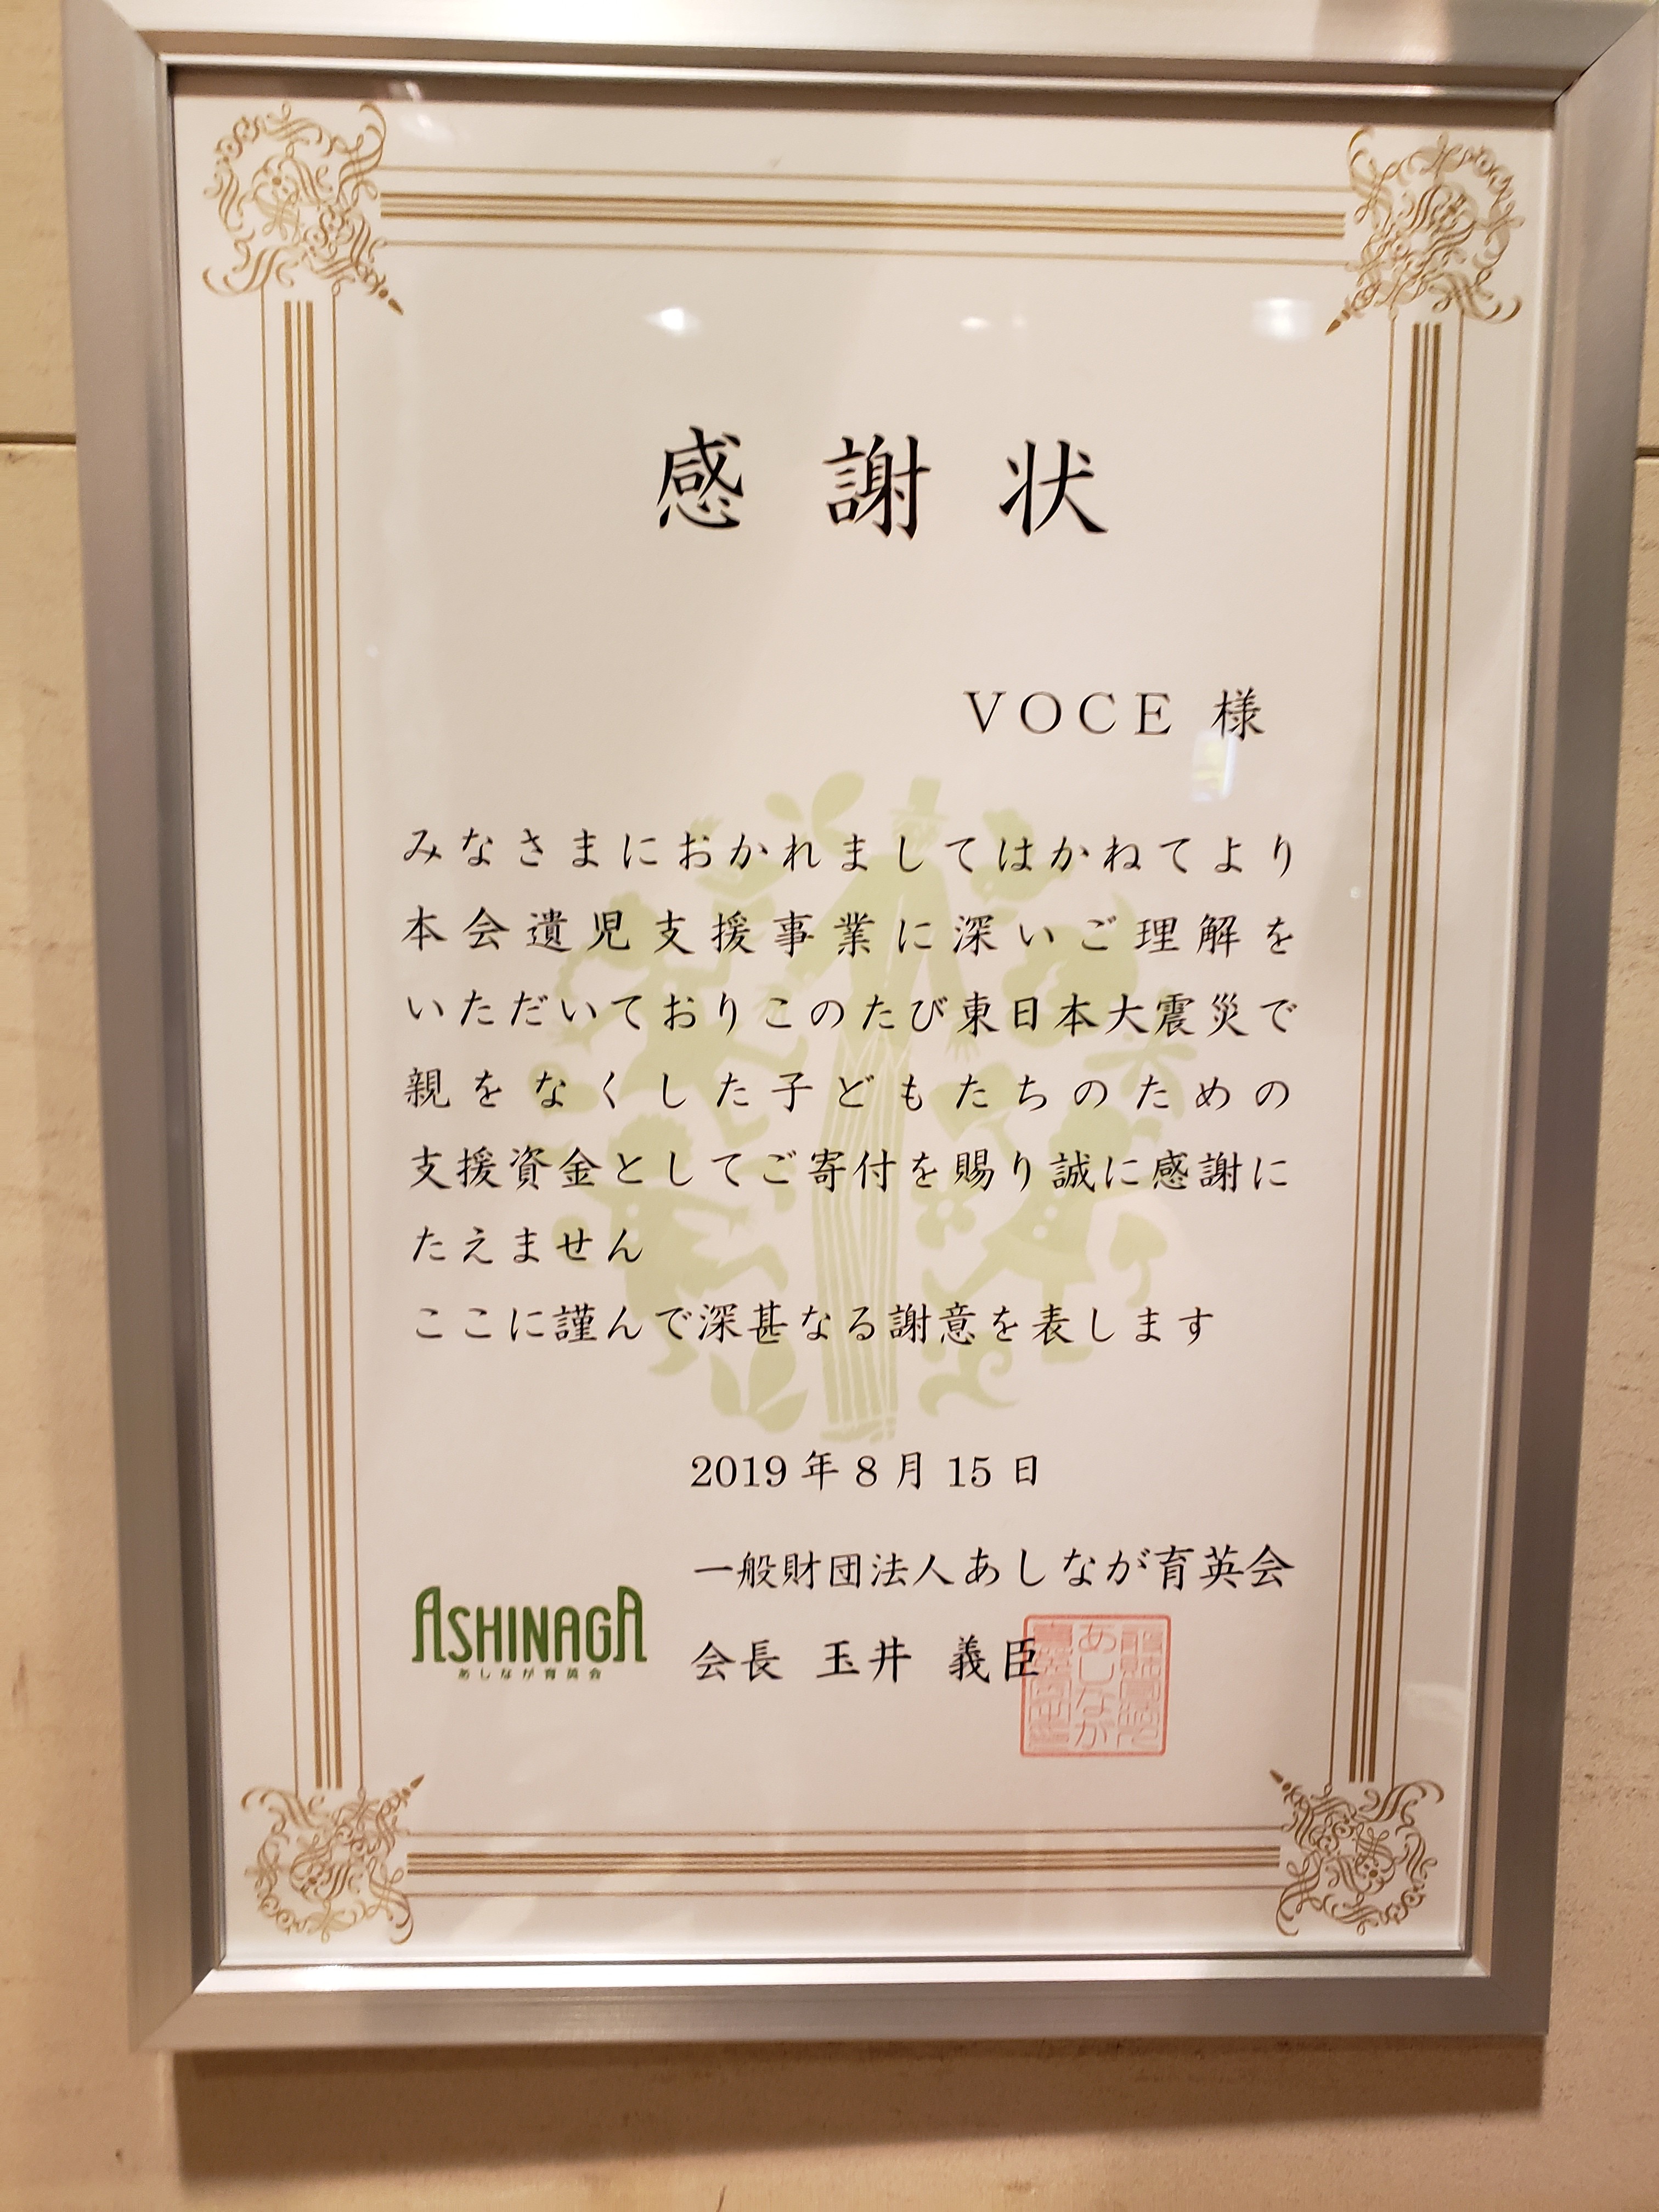 感謝状
VOCE 様
みなさまにおかれましてはかねてより
本会遺児支援事業に深いご理解を
いただいておりこのたび東日本大震災で
親をなくした子どもたちのための
支援資金としてご寄付を賜り誠に感謝に
たえません
ここに謹んで深甚なる謝意を表します
2019年8月15日
一般財団法人あしなが育英会
会長 玉井 義臣
ASHINAGA
あしなが育英会
あしなが